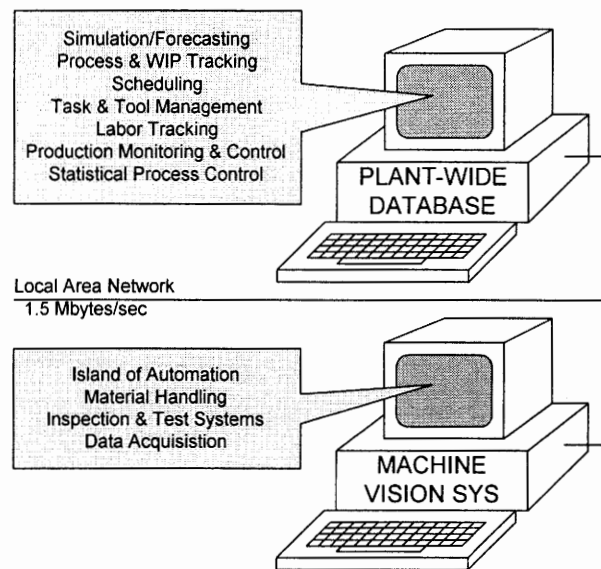 Simulation/Forecasting
Process & WIP Tracking
Scheduling
Task & Tool Management
Labor Tracking
Production Monitoring & Control
Statistical Process Control
PLANT-WIDE
DATABASE
Local Area Network
1.5 Mbytes/sec
Island of Automation
Material Handling
Inspection & Test Systems
Data Acquisistion
MACHINE
VISION SYS